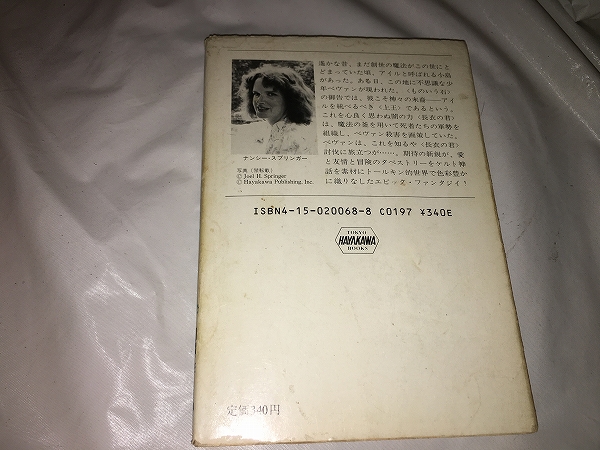 遥かな昔、まだ創世の魔法がこの世にと
どまっていた頃、アイルと呼ばれる小島
があった。ある日、この地に不思議な少
年ベヴァンが現われた。〈ものいう石〉
の御告では、彼こそ神々の末裔——アイ
ルを統べるべき〈上王〉であるという。
これを心良く思わぬ闇の力〈長衣の君〉
は、魔法の釜を用いて死者たちの軍勢を
組織し、ベヴァン殺害を画策していた。
ベヴァンは、これを知るや〈長衣の君〉
討伐に旅立つが……。期待の新鋭が、愛
と友情と冒険のタペストリーをケルト神
話を素材にトールキン的世界で色彩豊か
に織りなしたエピック・ファンタジイ！
ナンシー・スプリンガー
写真（禁転載）
© Joel H. Springer
© Hayakawa Publishing, Inc.
ISBN4-15-020068-8 C0197 ¥340E
TOKYO
HAYAKAWA
BOOKS
定価340円